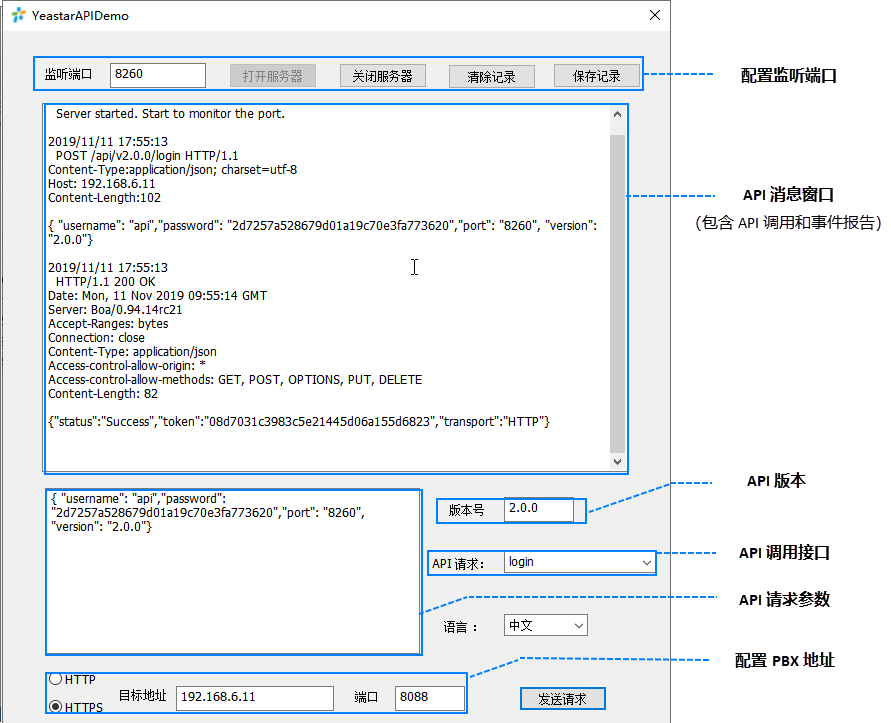 YeastarAPIDemo
监听端口 8260 打开服务器 关闭服务器 清除记录 保存记录
配置监听端口
Server started. Start to monitor the port.
2019/11/11 17:55:13
POST /api/v2.0.0/login HTTP/1.1
Content-Type:application/json; charset=utf-8
Host: 192.168.6.11
Content-Length:102
{ "username": "api","password": "2d7257a528679d01a19c70e3fa773620","port": "8260", "version":
"2.0.0"}
API 消息窗口
(包含 API 调用和事件报告)
2019/11/11 17:55:13
HTTP/1.1 200 OK
Date: Mon, 11 Nov 2019 09:55:14 GMT
Server: Boa/0.94.14rc21
Accept-Ranges: bytes
Connection: close
Content-Type: application/json
Access-control-allow-origin: *
Access-control-allow-methods: GET, POST, OPTIONS, PUT, DELETE
Content-Length: 82
{"status":"Success","token":"08d7031c3983c5e21445d06a155d6823","transport":"HTTP"}
{ "username": "api","password":
"2d7257a528679d01a19c70e3fa773620","port": "8260",
"version": "2.0.0"}
版本号 2.0.0
API 版本
API 请求： login
API 调用接口
API 请求参数
语言： 中文
配置 PBX 地址
HTTP
HTTPS
目标地址 192.168.6.11 端口 8088 发送请求